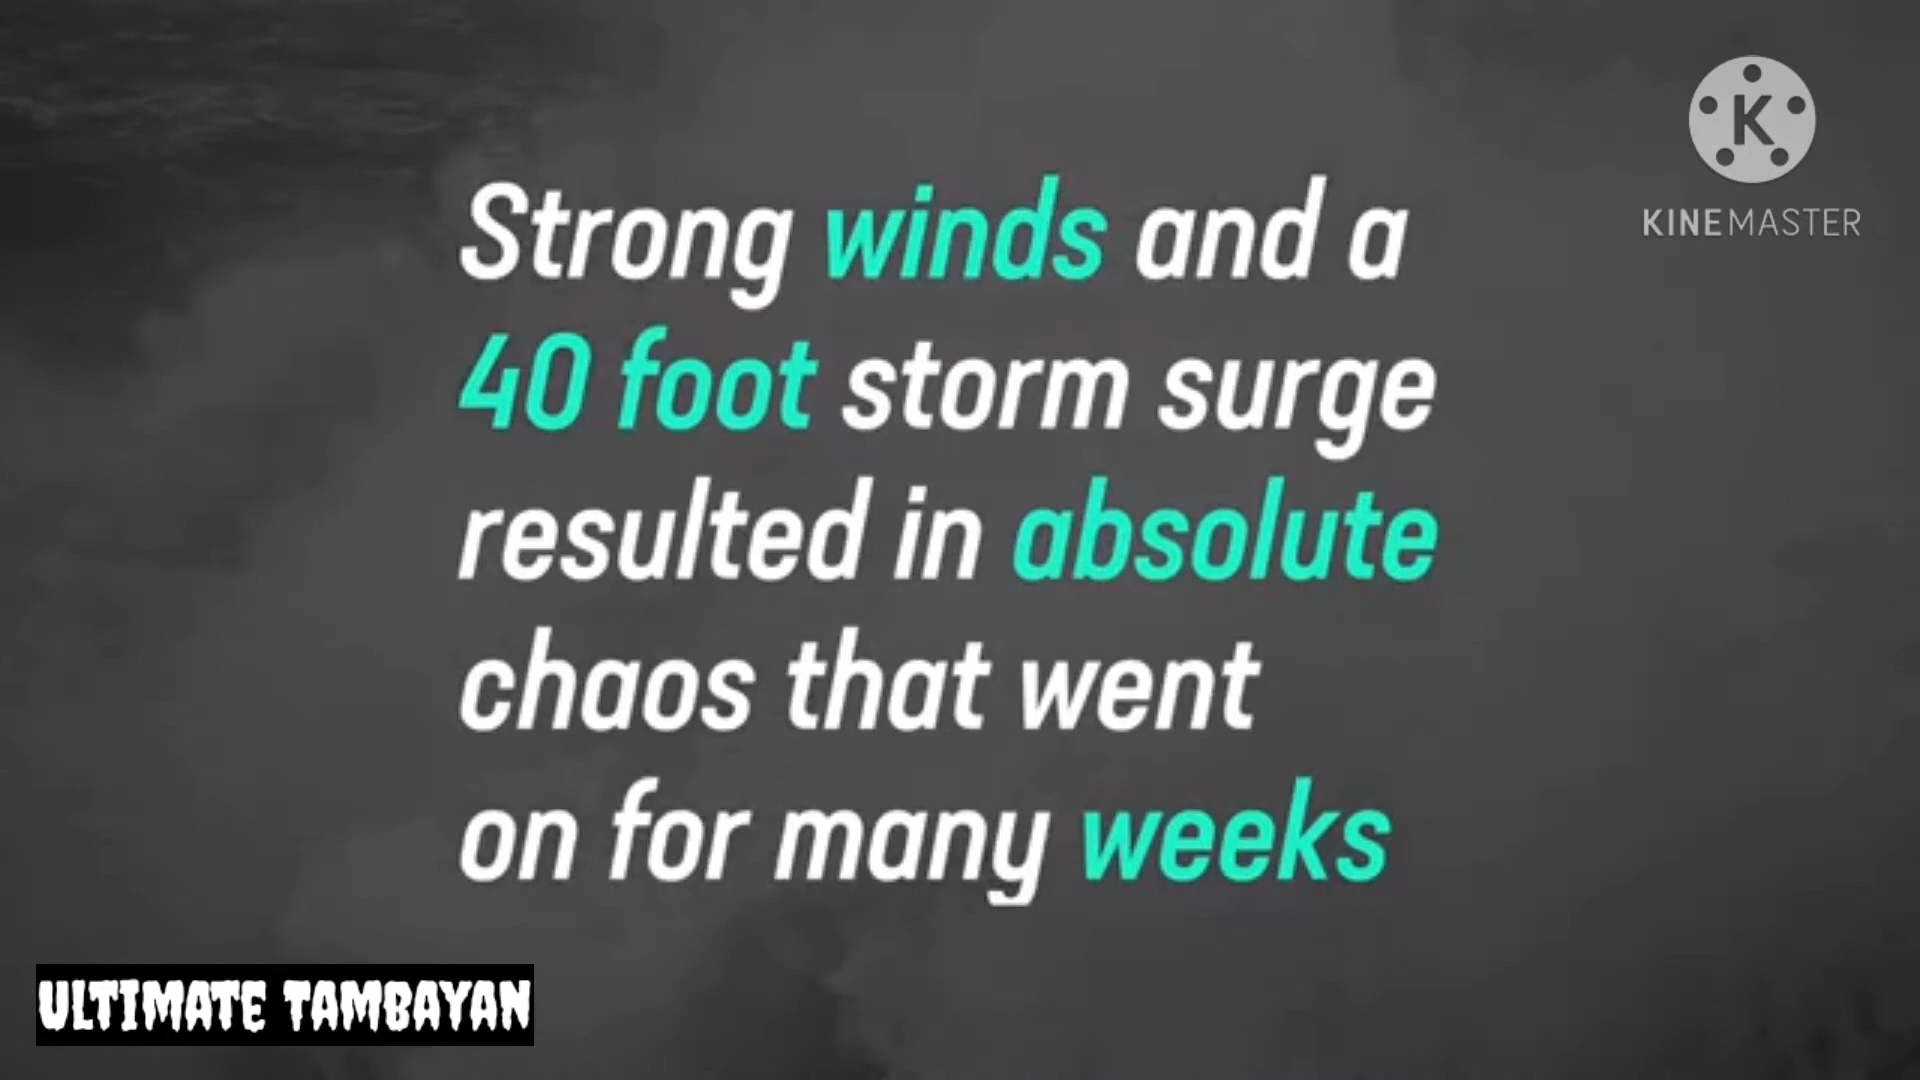 Strong winds and a
40 foot storm surge
resulted in absolute
chaos that went
on for many weeks
K
KINEMASTER
ULTIMATE TAMBAYAN